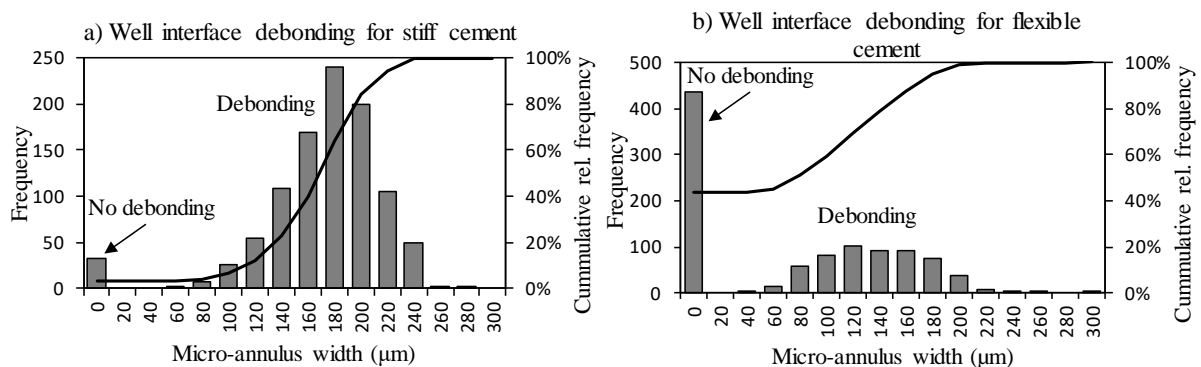 a) Well interface debonding for stiff cement
250
200
150
100
50
0
Frequency
No debonding
Debonding
100%
80%
60%
40%
20%
0%
Cummulative rel. frequency
0 20 40 60 80 100 120 140 160 180 200 220 240 260 280 300
Micro-annulus width (µm)
b) Well interface debonding for flexible
cement
500
400
300
200
100
0
Frequency
No debonding
Debonding
100%
80%
60%
40%
20%
0%
Cummulative rel. frequency
0 20 40 60 80 100 120 140 160 180 200 220 240 260 280 300
Micro-annulus width (µm)